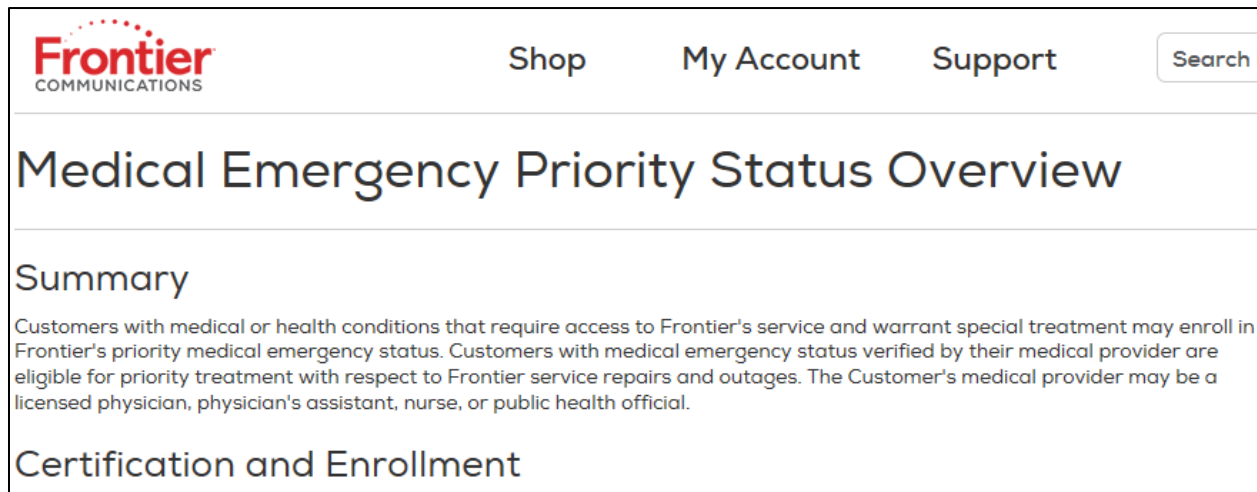 Frontier
COMMUNICATIONS
Shop My Account Support Search
Medical Emergency Priority Status Overview
Summary
Customers with medical or health conditions that require access to Frontier's service and warrant special treatment may enroll in
Frontier's priority medical emergency status. Customers with medical emergency status verified by their medical provider are
eligible for priority treatment with respect to Frontier service repairs and outages. The Customer's medical provider may be a
licensed physician, physician's assistant, nurse, or public health official.
Certification and Enrollment